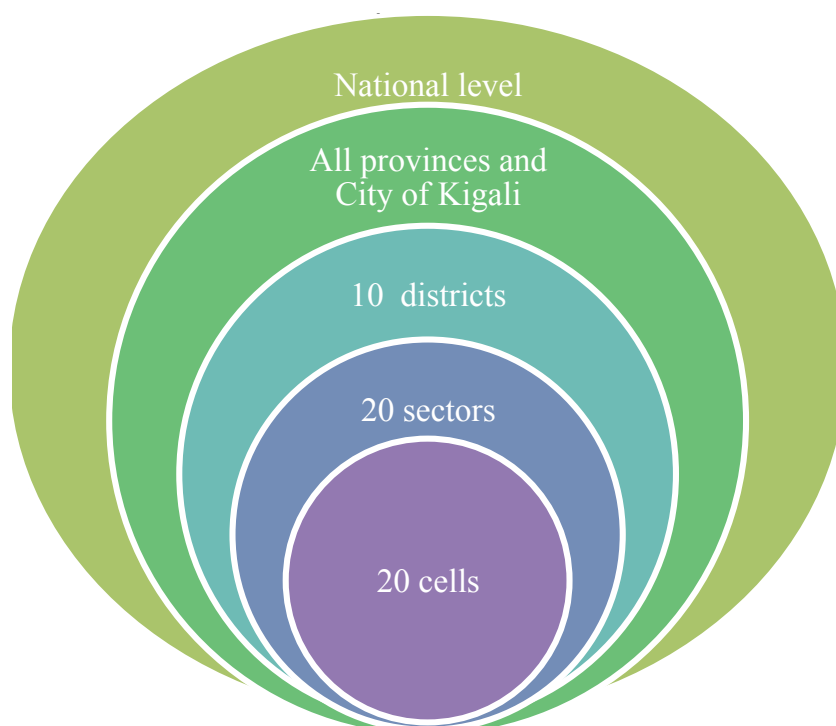 National level
All provinces and
City of Kigali
10 districts
20 sectors
20 cells